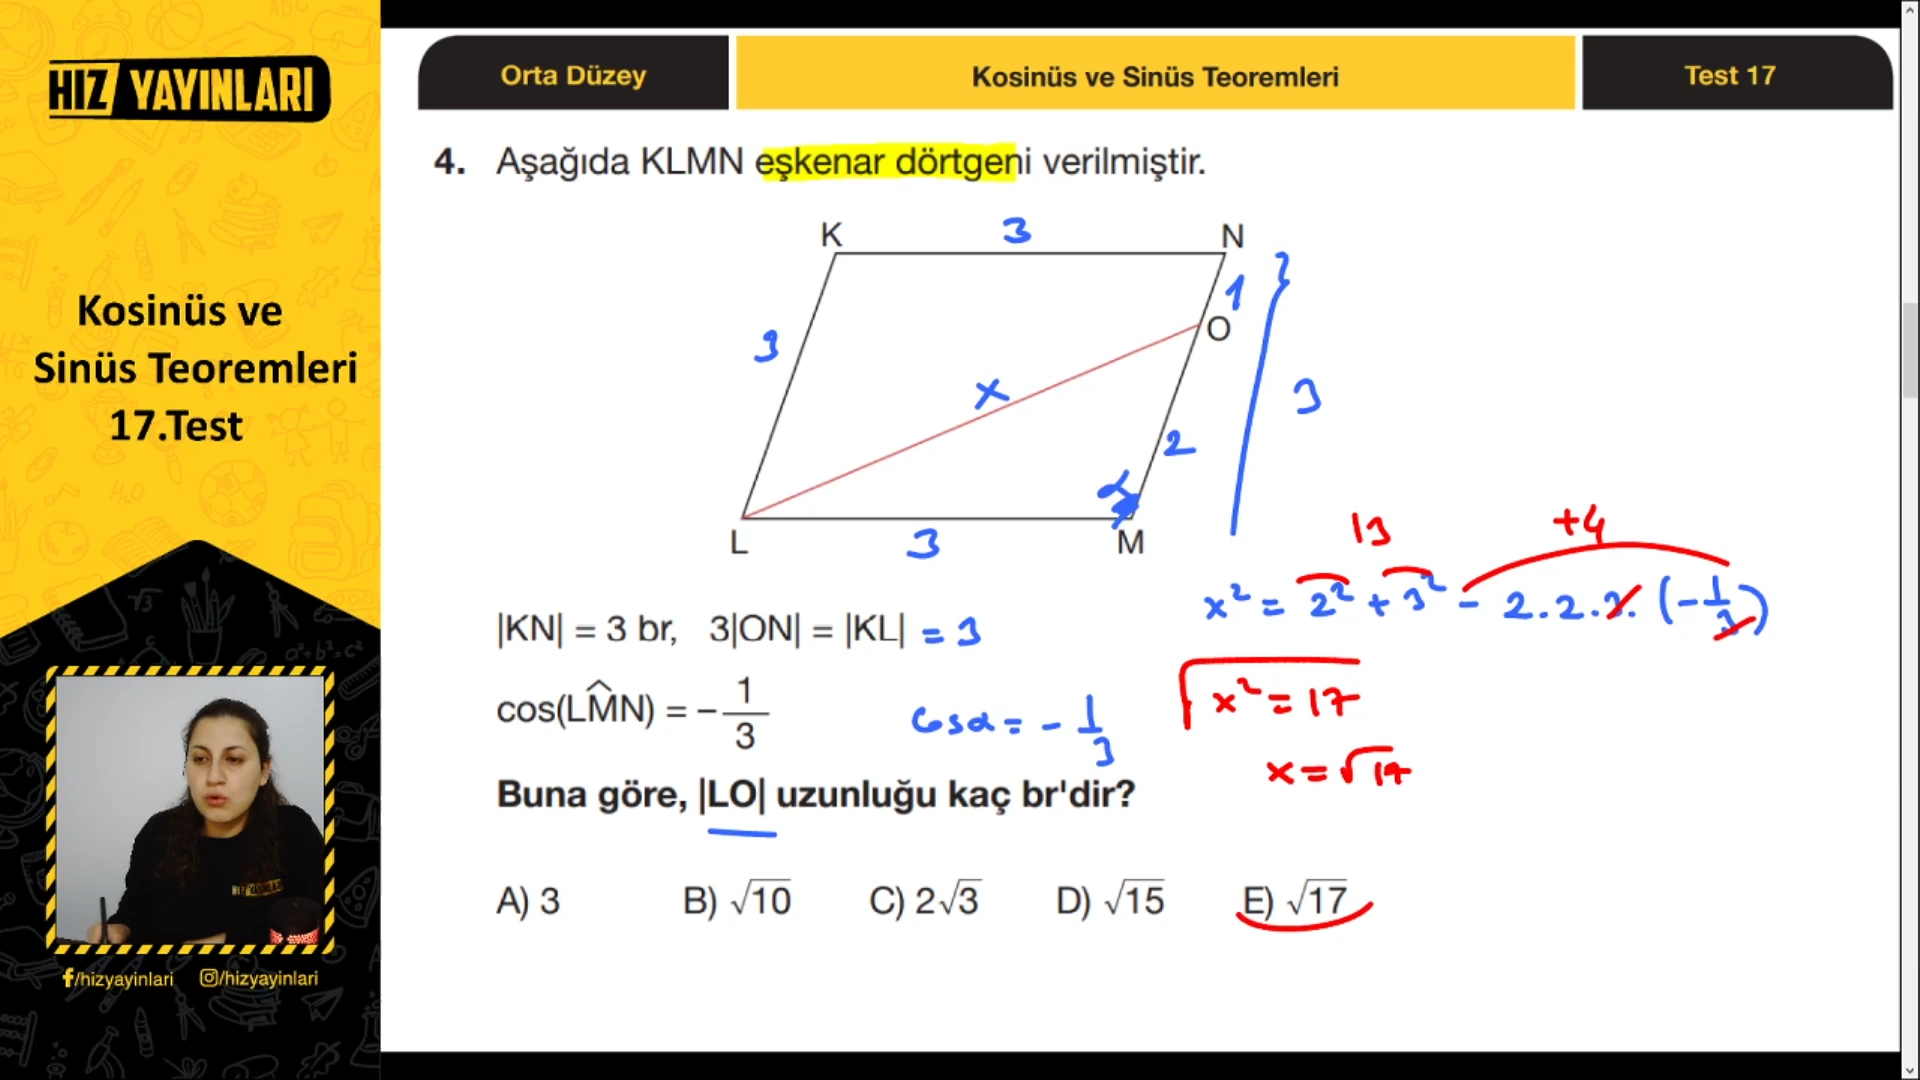 HIZ YAYINLARI
Kosinüs ve
Sinüs Teoremleri
17.Test
/hizyayinlari
/hizyayinlari
Orta Düzey
Kosinüs ve Sinüs Teoremleri
Test 17
4. Aşağıda KLMN eşkenar dörtgeni verilmiştir.
K 3 N
1
O
3
x
3
2
α
L 3 M
13 +4
x² = 2² + 3² - 2.2.3. (-1/3)
|KN| = 3 br, 3|ON| = |KL| = 3
x² = 17
cos(LMN) = -1/3
cosα = -1/3
x = √17
Buna göre, |LO| uzunluğu kaç br'dir?
A) 3 B) √10 C) 2√3 D) √15 E) √17